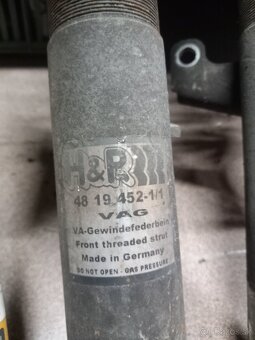 H&R
48 19 452-1/1
VAG
VA-Gewindefederbein
Front threaded strut
Made in Germany
DO NOT OPEN - GAS PRESSURE